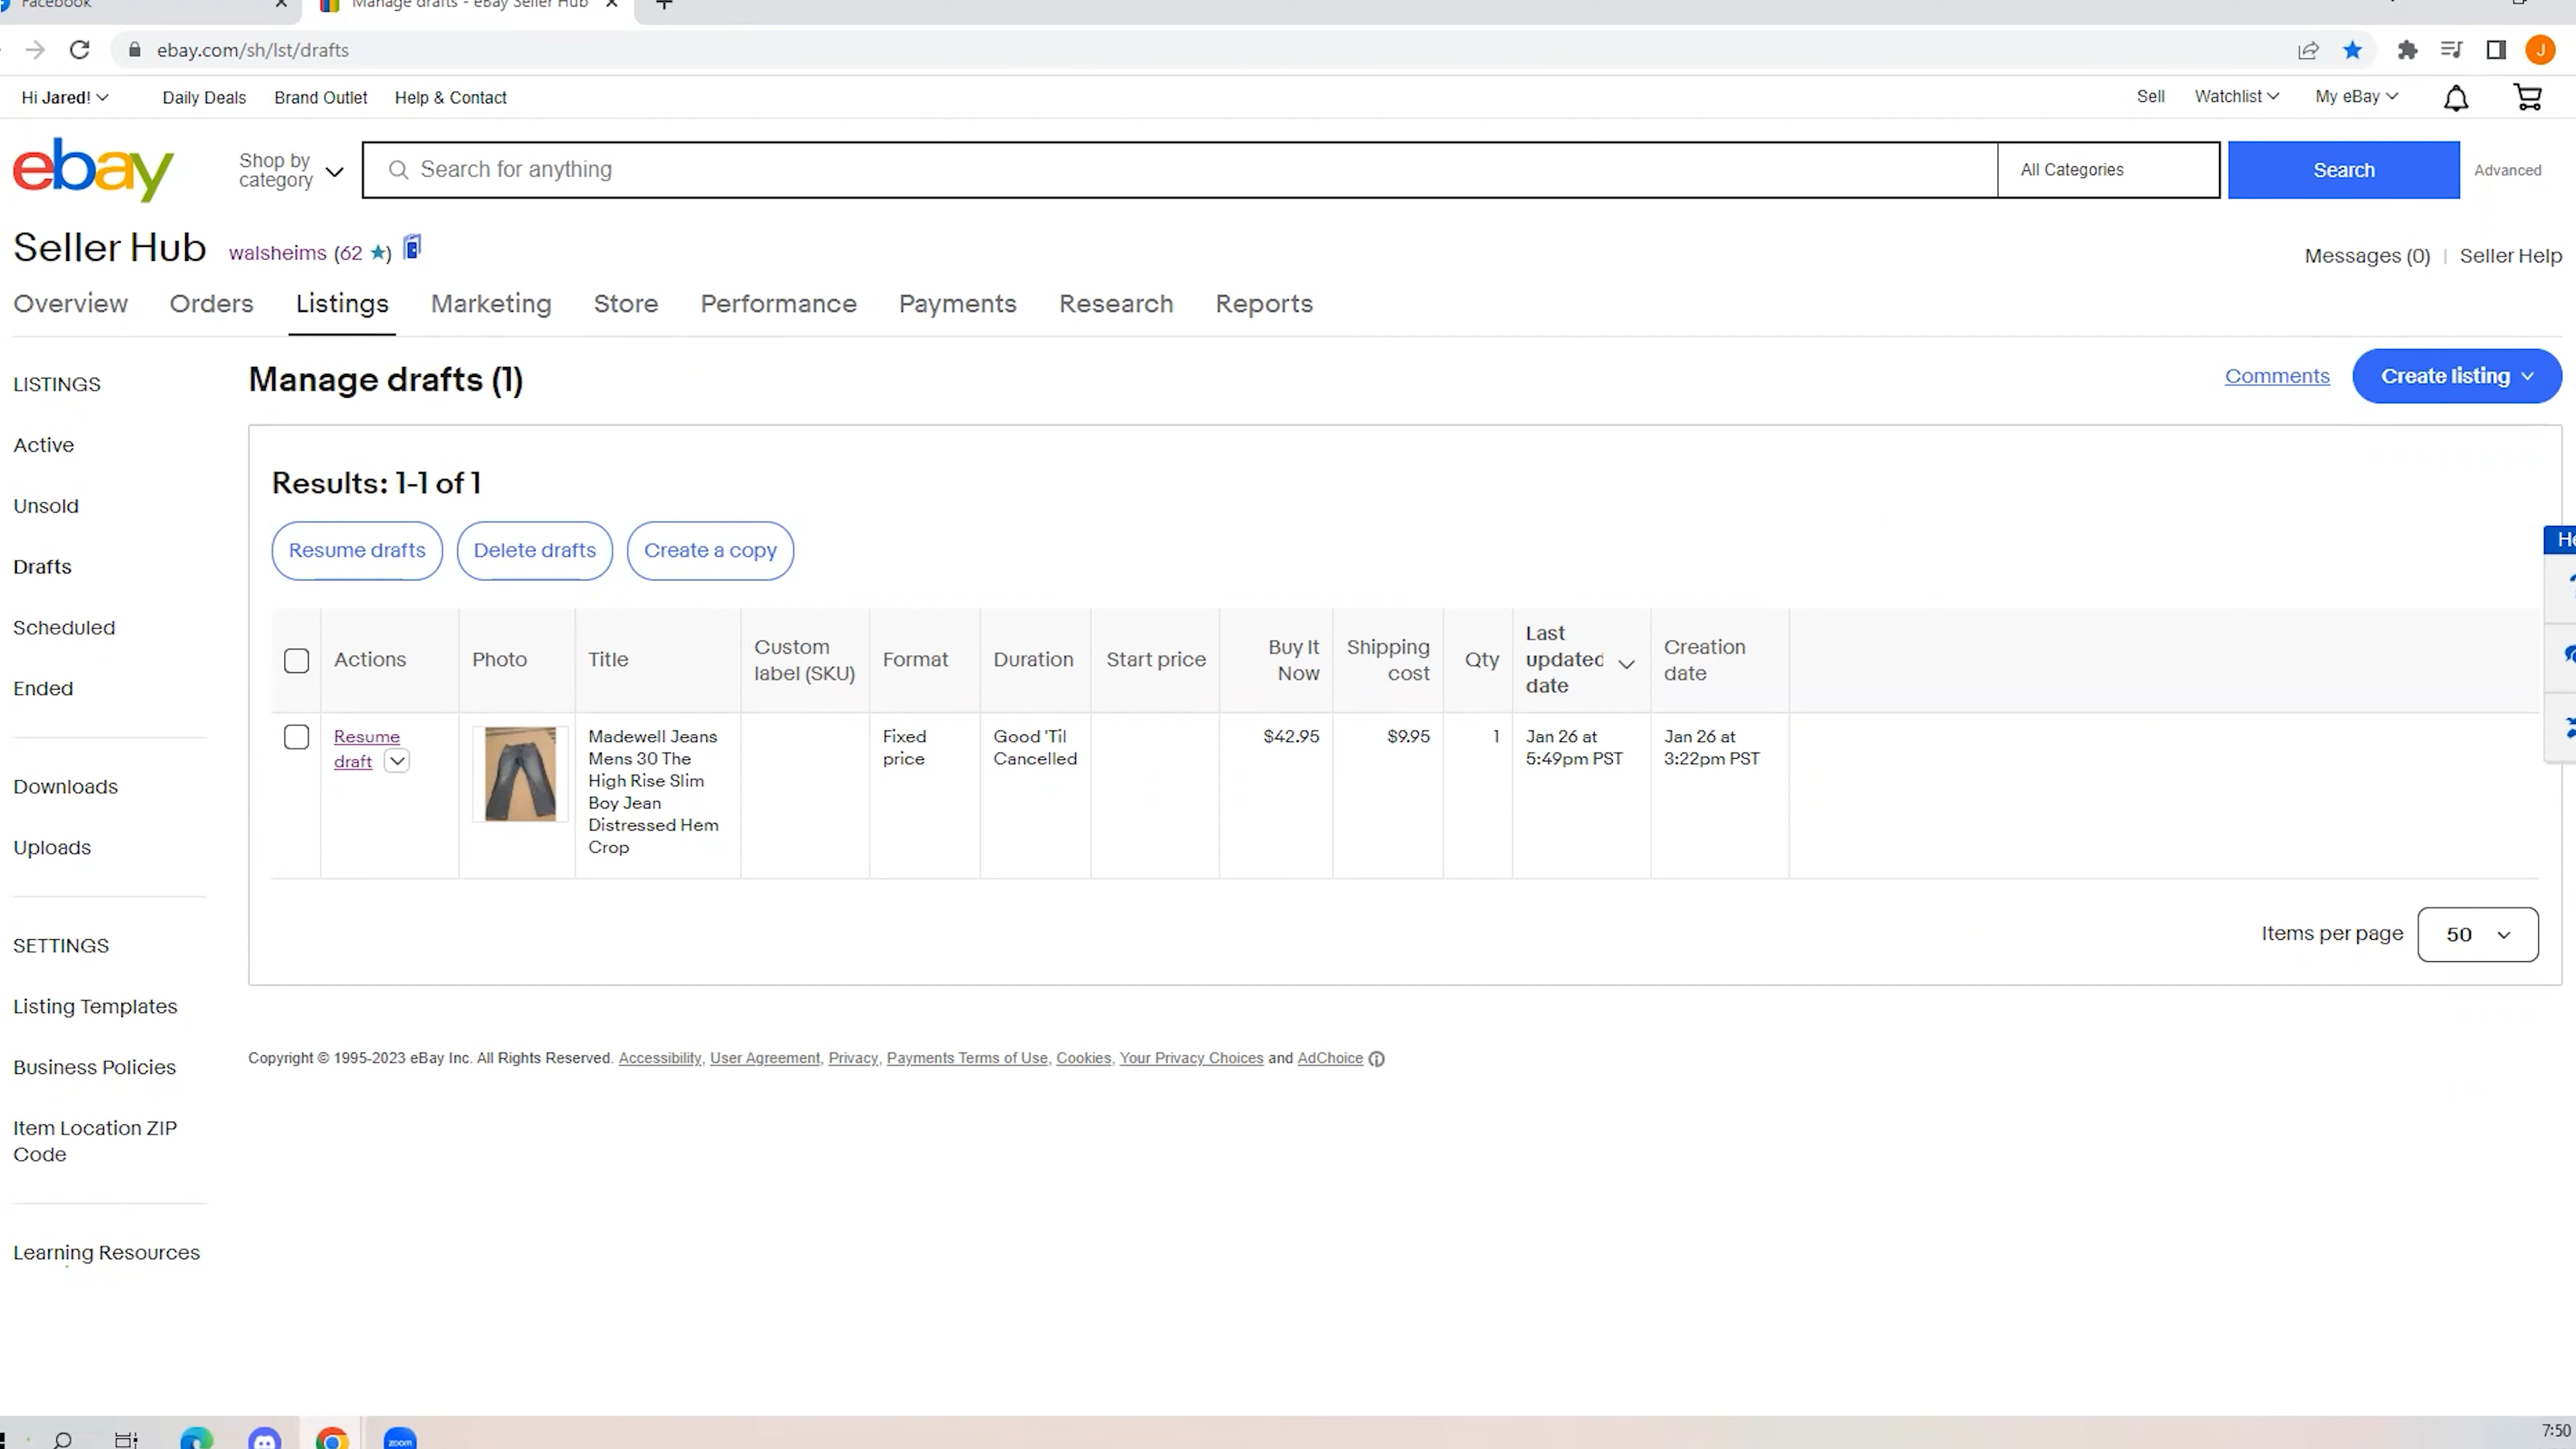 Facebook
Manage drafts - eBay Seller Hub
ebay.com/sh/lst/drafts
J
Hi Jared!
Daily Deals
Brand Outlet
Help & Contact
Sell
Watchlist
My eBay
ebay
Shop by
category
Search for anything
All Categories
Search
Advanced
Seller Hub
walsheims (62 ★)
Messages (0) | Seller Help
Overview
Orders
Listings
Marketing
Store
Performance
Payments
Research
Reports
LISTINGS
Active
Unsold
Drafts
Scheduled
Ended
Downloads
Uploads
SETTINGS
Listing Templates
Business Policies
Item Location ZIP
Code
Learning Resources
Manage drafts (1)
Comments
Create listing
Results: 1-1 of 1
Resume drafts
Delete drafts
Create a copy
Actions
Photo
Title
Custom
label (SKU)
Format
Duration
Start price
Buy It
Now
Shipping
cost
Qty
Last
updated
date
Creation
date
Resume
draft
Madewell Jeans
Mens 30 The
High Rise Slim
Boy Jean
Distressed Hem
Crop
Fixed
price
Good 'Til
Cancelled
$42.95
$9.95
1
Jan 26 at
5:49pm PST
Jan 26 at
3:22pm PST
Items per page
50
Copyright © 1995-2023 eBay Inc. All Rights Reserved. Accessibility, User Agreement, Privacy, Payments Terms of Use, Cookies, Your Privacy Choices and AdChoice
zoom
7:50